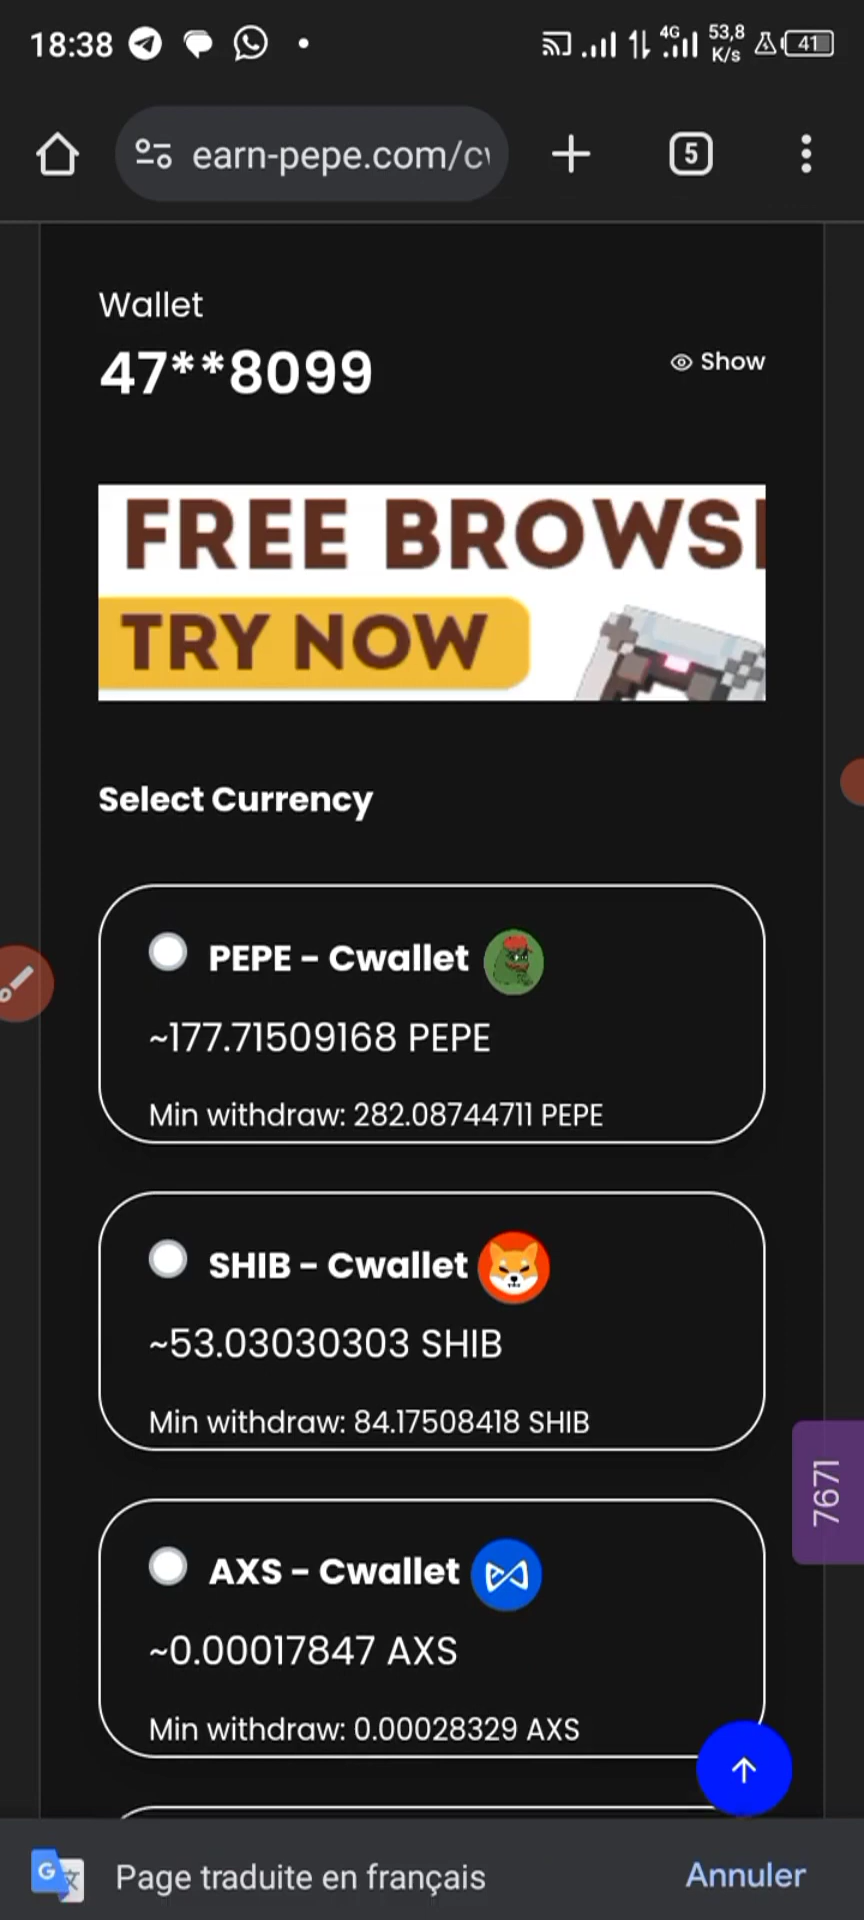 18:38
4G
53,8
K/s
41
earn-pepe.com/c
5
Wallet
47**8099
Show
FREE BROWS
TRY NOW
Select Currency
PEPE - Cwallet
~177.71509168 PEPE
Min withdraw: 282.08744711 PEPE
SHIB - Cwallet
~53.03030303 SHIB
Min withdraw: 84.17508418 SHIB
7671
AXS - Cwallet
~0.00017847 AXS
Min withdraw: 0.00028329 AXS
G
文
Page traduite en français
Annuler